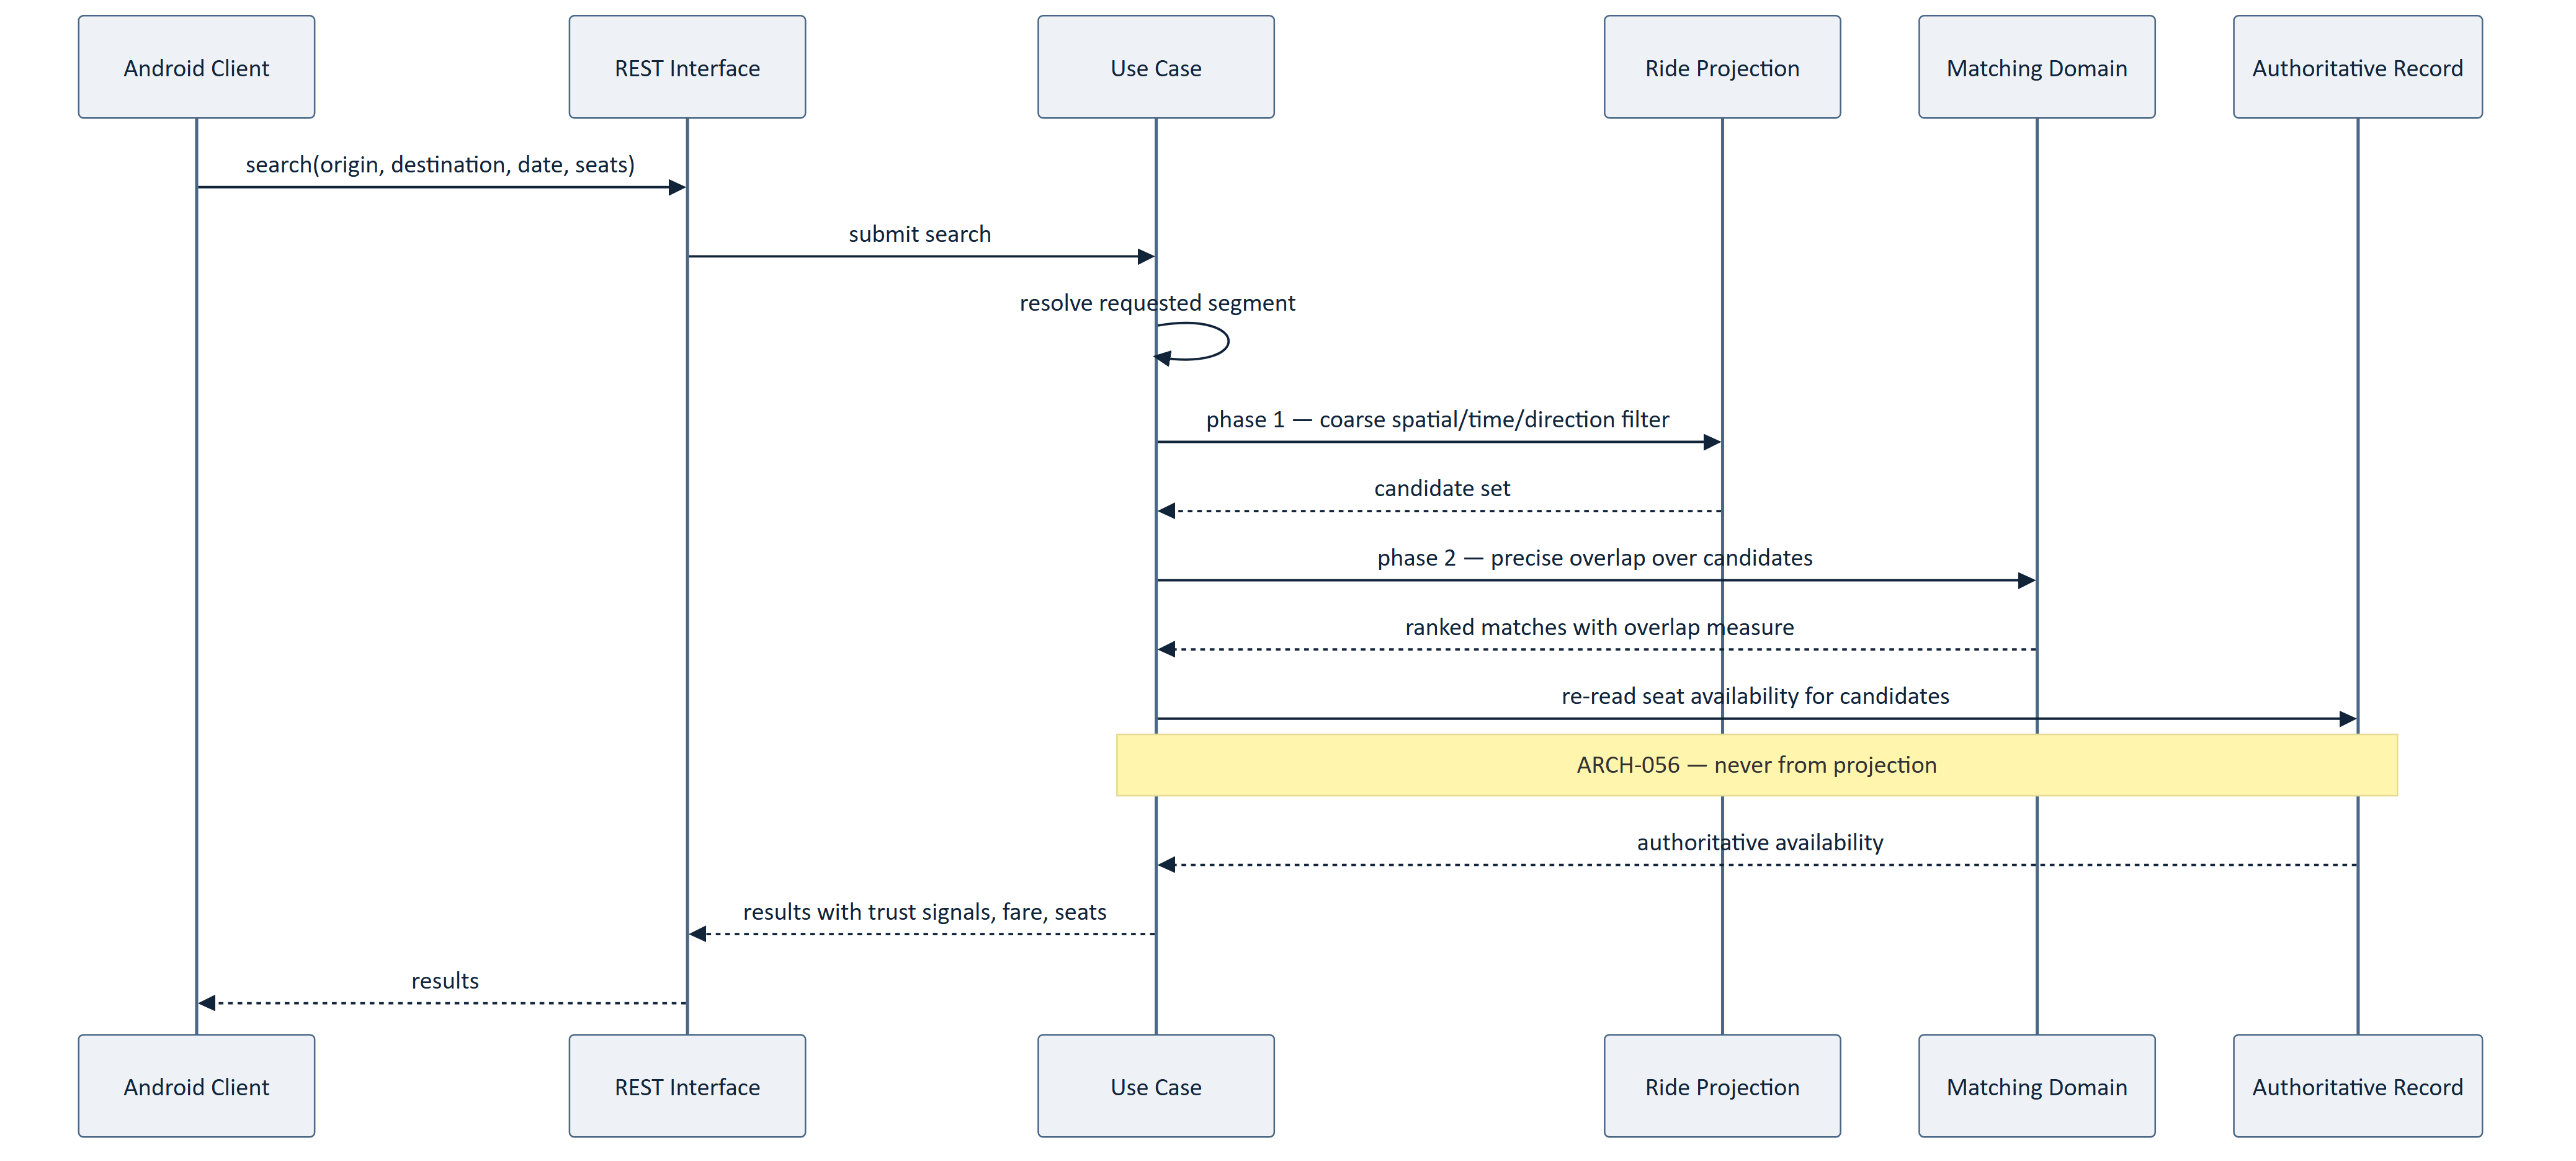 Android Client
REST Interface
Use Case
Ride Projection
Matching Domain
Authoritative Record
search(origin, destination, date, seats)
submit search
resolve requested segment
phase 1 — coarse spatial/time/direction filter
candidate set
phase 2 — precise overlap over candidates
ranked matches with overlap measure
re-read seat availability for candidates
ARCH-056 — never from projection
authoritative availability
results with trust signals, fare, seats
results
Android Client
REST Interface
Use Case
Ride Projection
Matching Domain
Authoritative Record